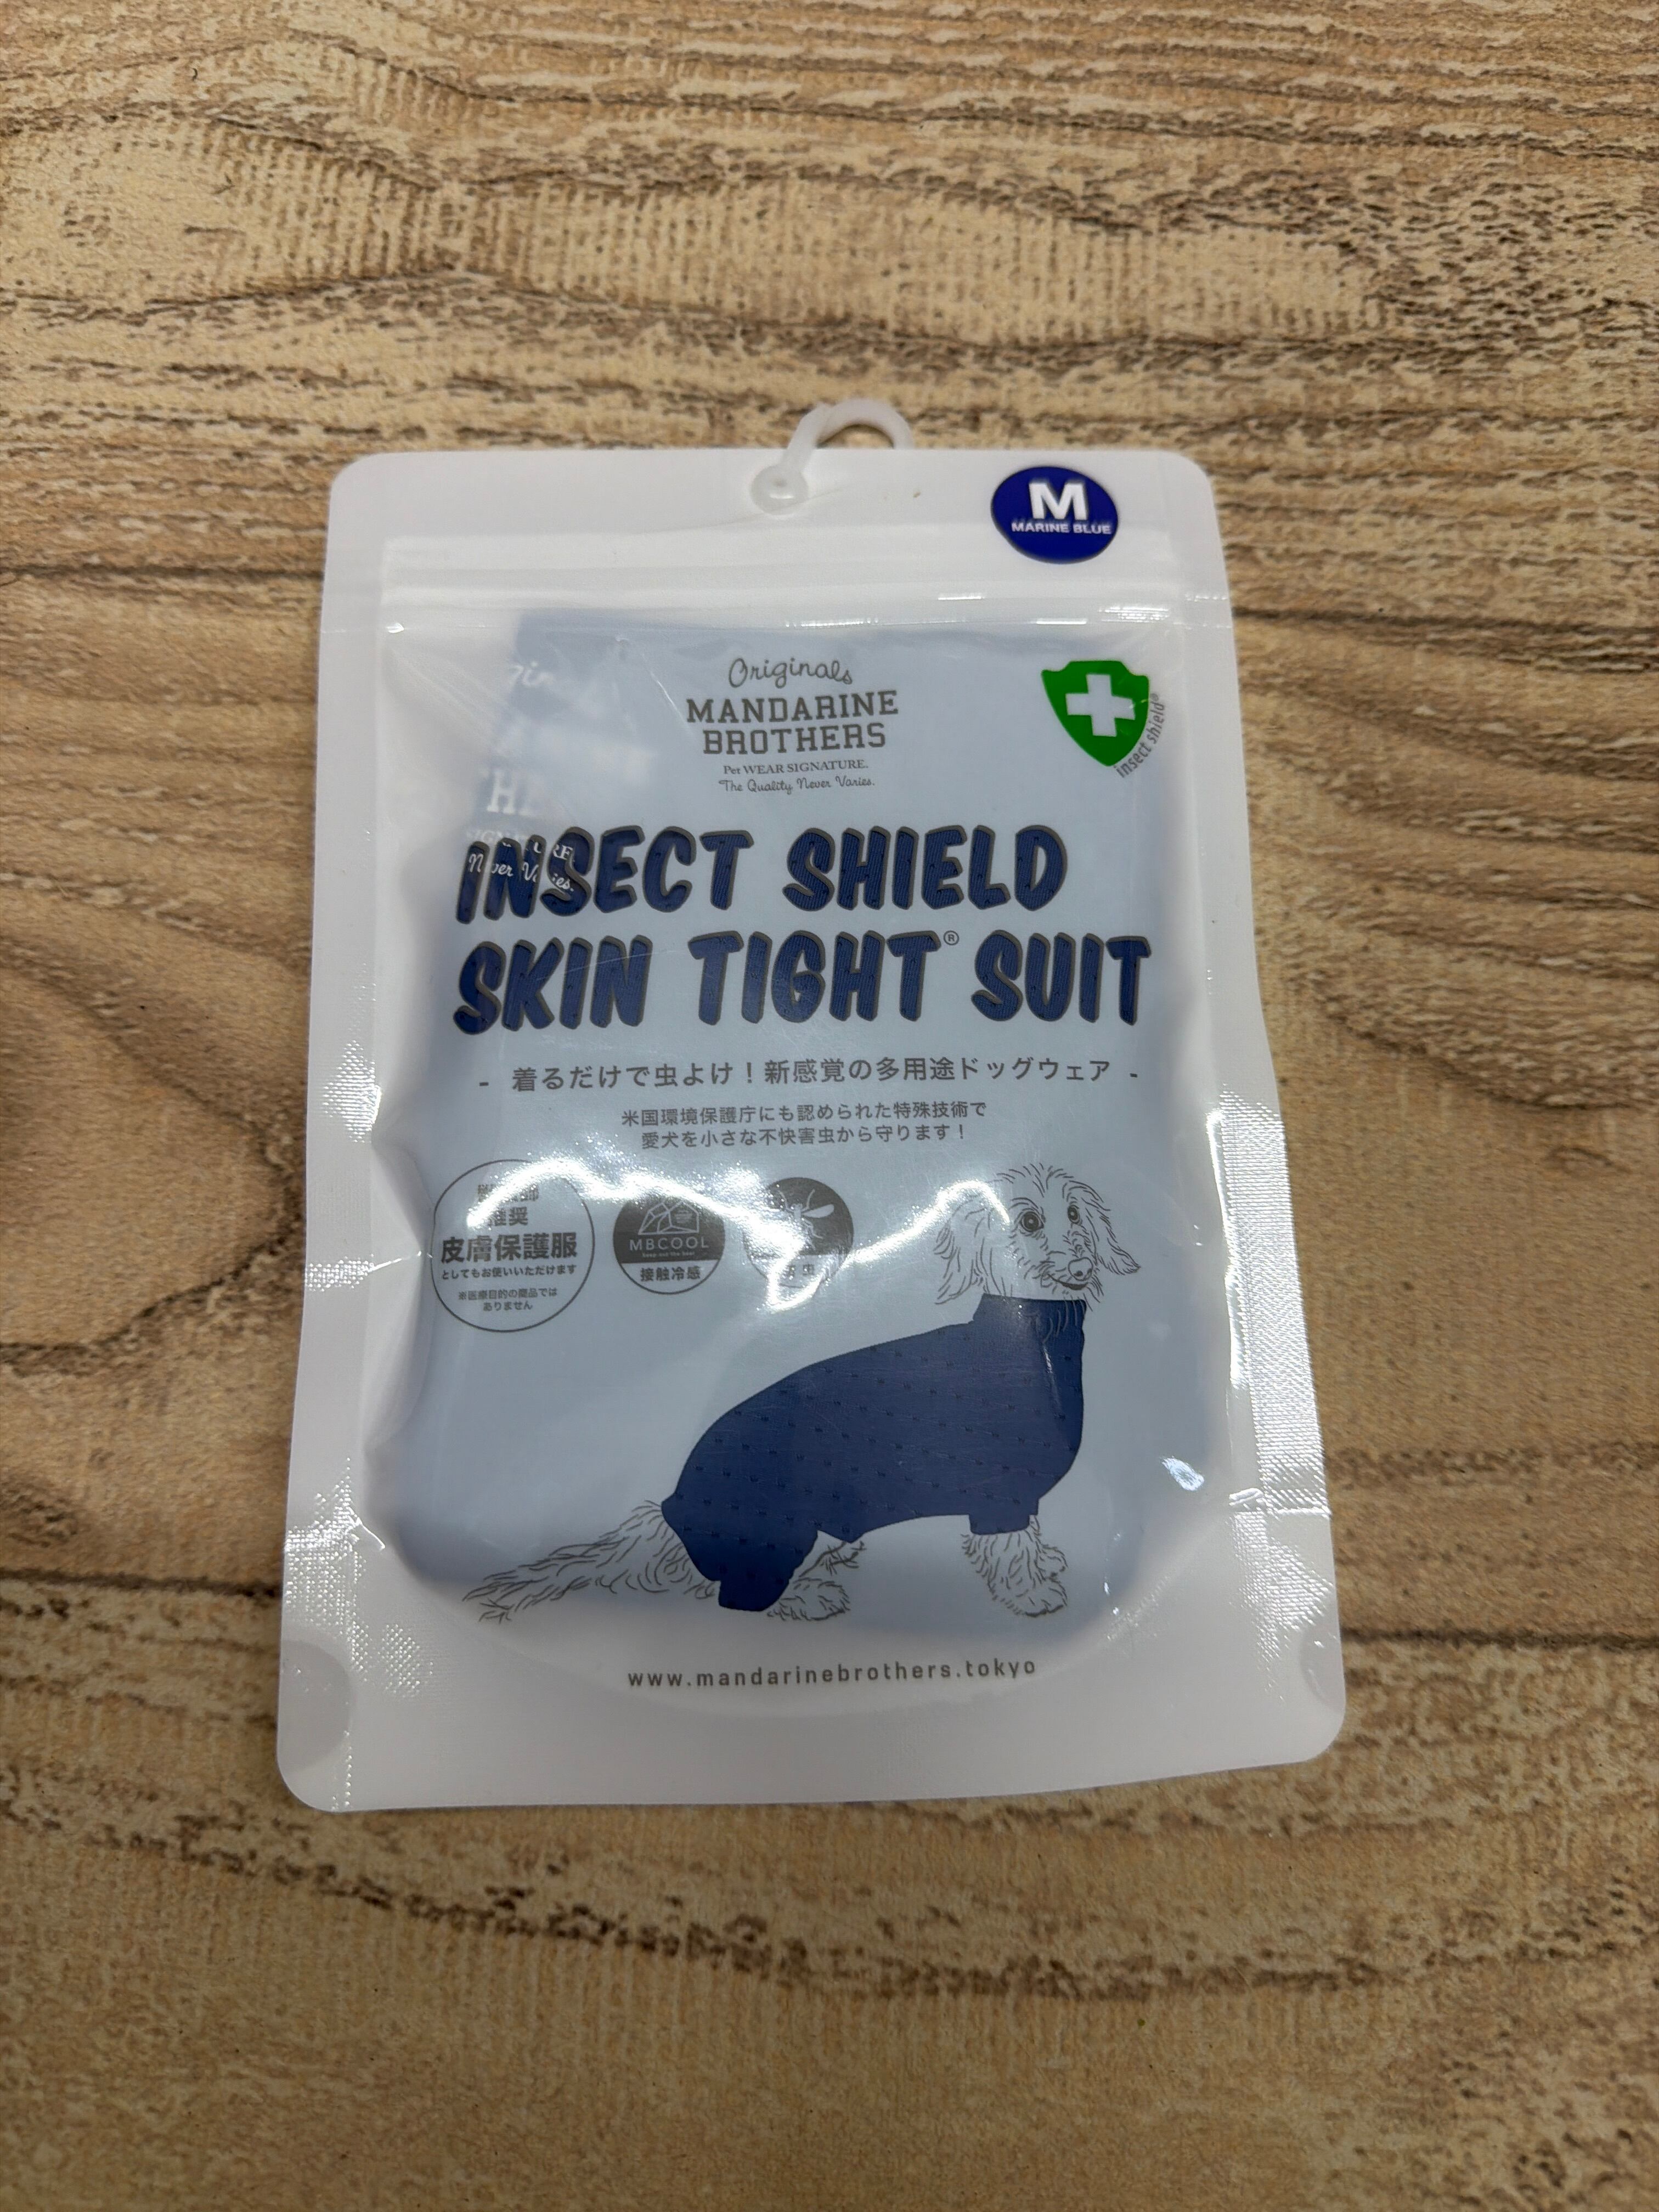 M
MARINE BLUE
Originals
MANDARINE
BROTHERS
Pet WEAR SIGNATURE.
"The Quality Never Varies.
insect shield®
INSECT SHIELD
SKIN TIGHT® SUIT
- 着るだけで虫よけ！新感覚の多用途ドッグウェア -
米国環境保護庁にも認められた特殊技術で
愛犬を小さな不快害虫から守ります！
推奨
皮膚保護服
としてもお使いいただけます
※医療目的の商品では
ありません
MBCOOL
keep out the heat
接触冷感
www.mandarinebrothers.tokyo